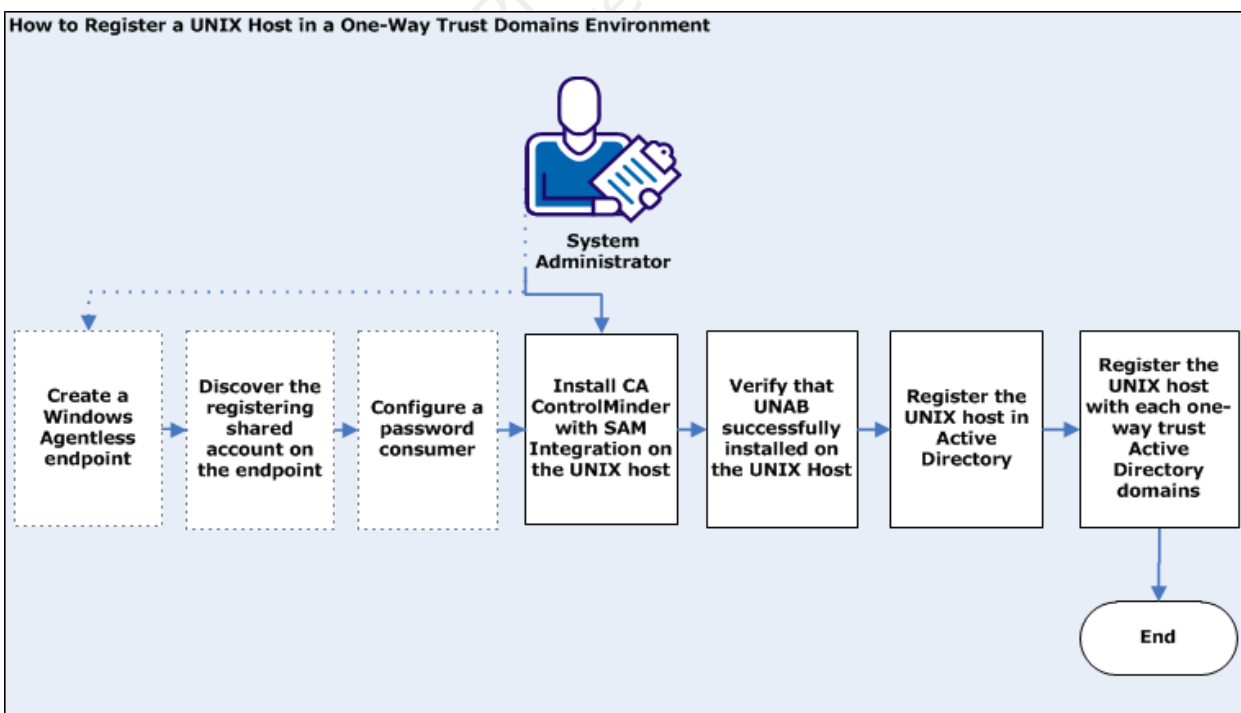 How to Register a UNIX Host in a One-Way Trust Domains Environment
System
Administrator
Create a
Windows
Agentless
endpoint
Discover the
registering
shared
account on
the endpoint
Configure a
password
consumer
Install CA
ControlMinder
with SAM
Integration on
the UNIX host
Verify that
UNAB
successfully
installed on
the UNIX Host
Register the
UNIX host in
Active
Directory
Register the
UNIX host
with each one-
way trust
Active
Directory
domains
End